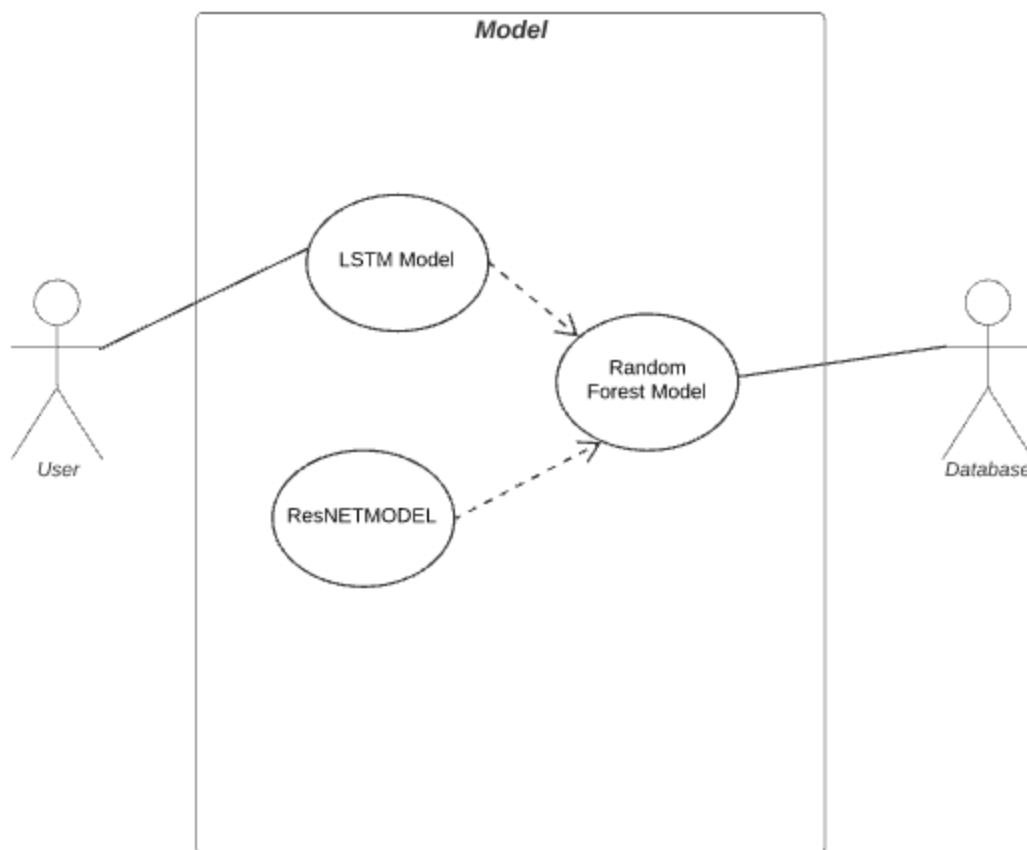 Model
LSTM Model
Random
Forest Model
User
Database
ResNETMODEL